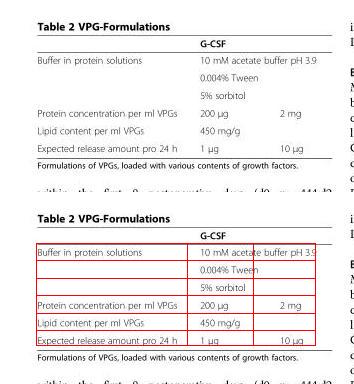 Table 2 VPG-Formulations
G-CSF
Buffer in protein solutions 10 mM acetate buffer pH 3.9
0.004% Tween
5% sorbitol
Protein concentration per ml VPGs 200 µg 2 mg
Lipid content per ml VPGs 450 mg/g
Expected release amount pro 24 h 1 µg 10 µg
Formulations of VPGs, loaded with various contents of growth factors.
Table 2 VPG-Formulations
G-CSF
Buffer in protein solutions 10 mM acetate buffer pH 3.9
0.004% Tween
5% sorbitol
Protein concentration per ml VPGs 200 µg 2 mg
Lipid content per ml VPGs 450 mg/g
Expected release amount pro 24 h 1 µg 10 µg
Formulations of VPGs, loaded with various contents of growth factors.